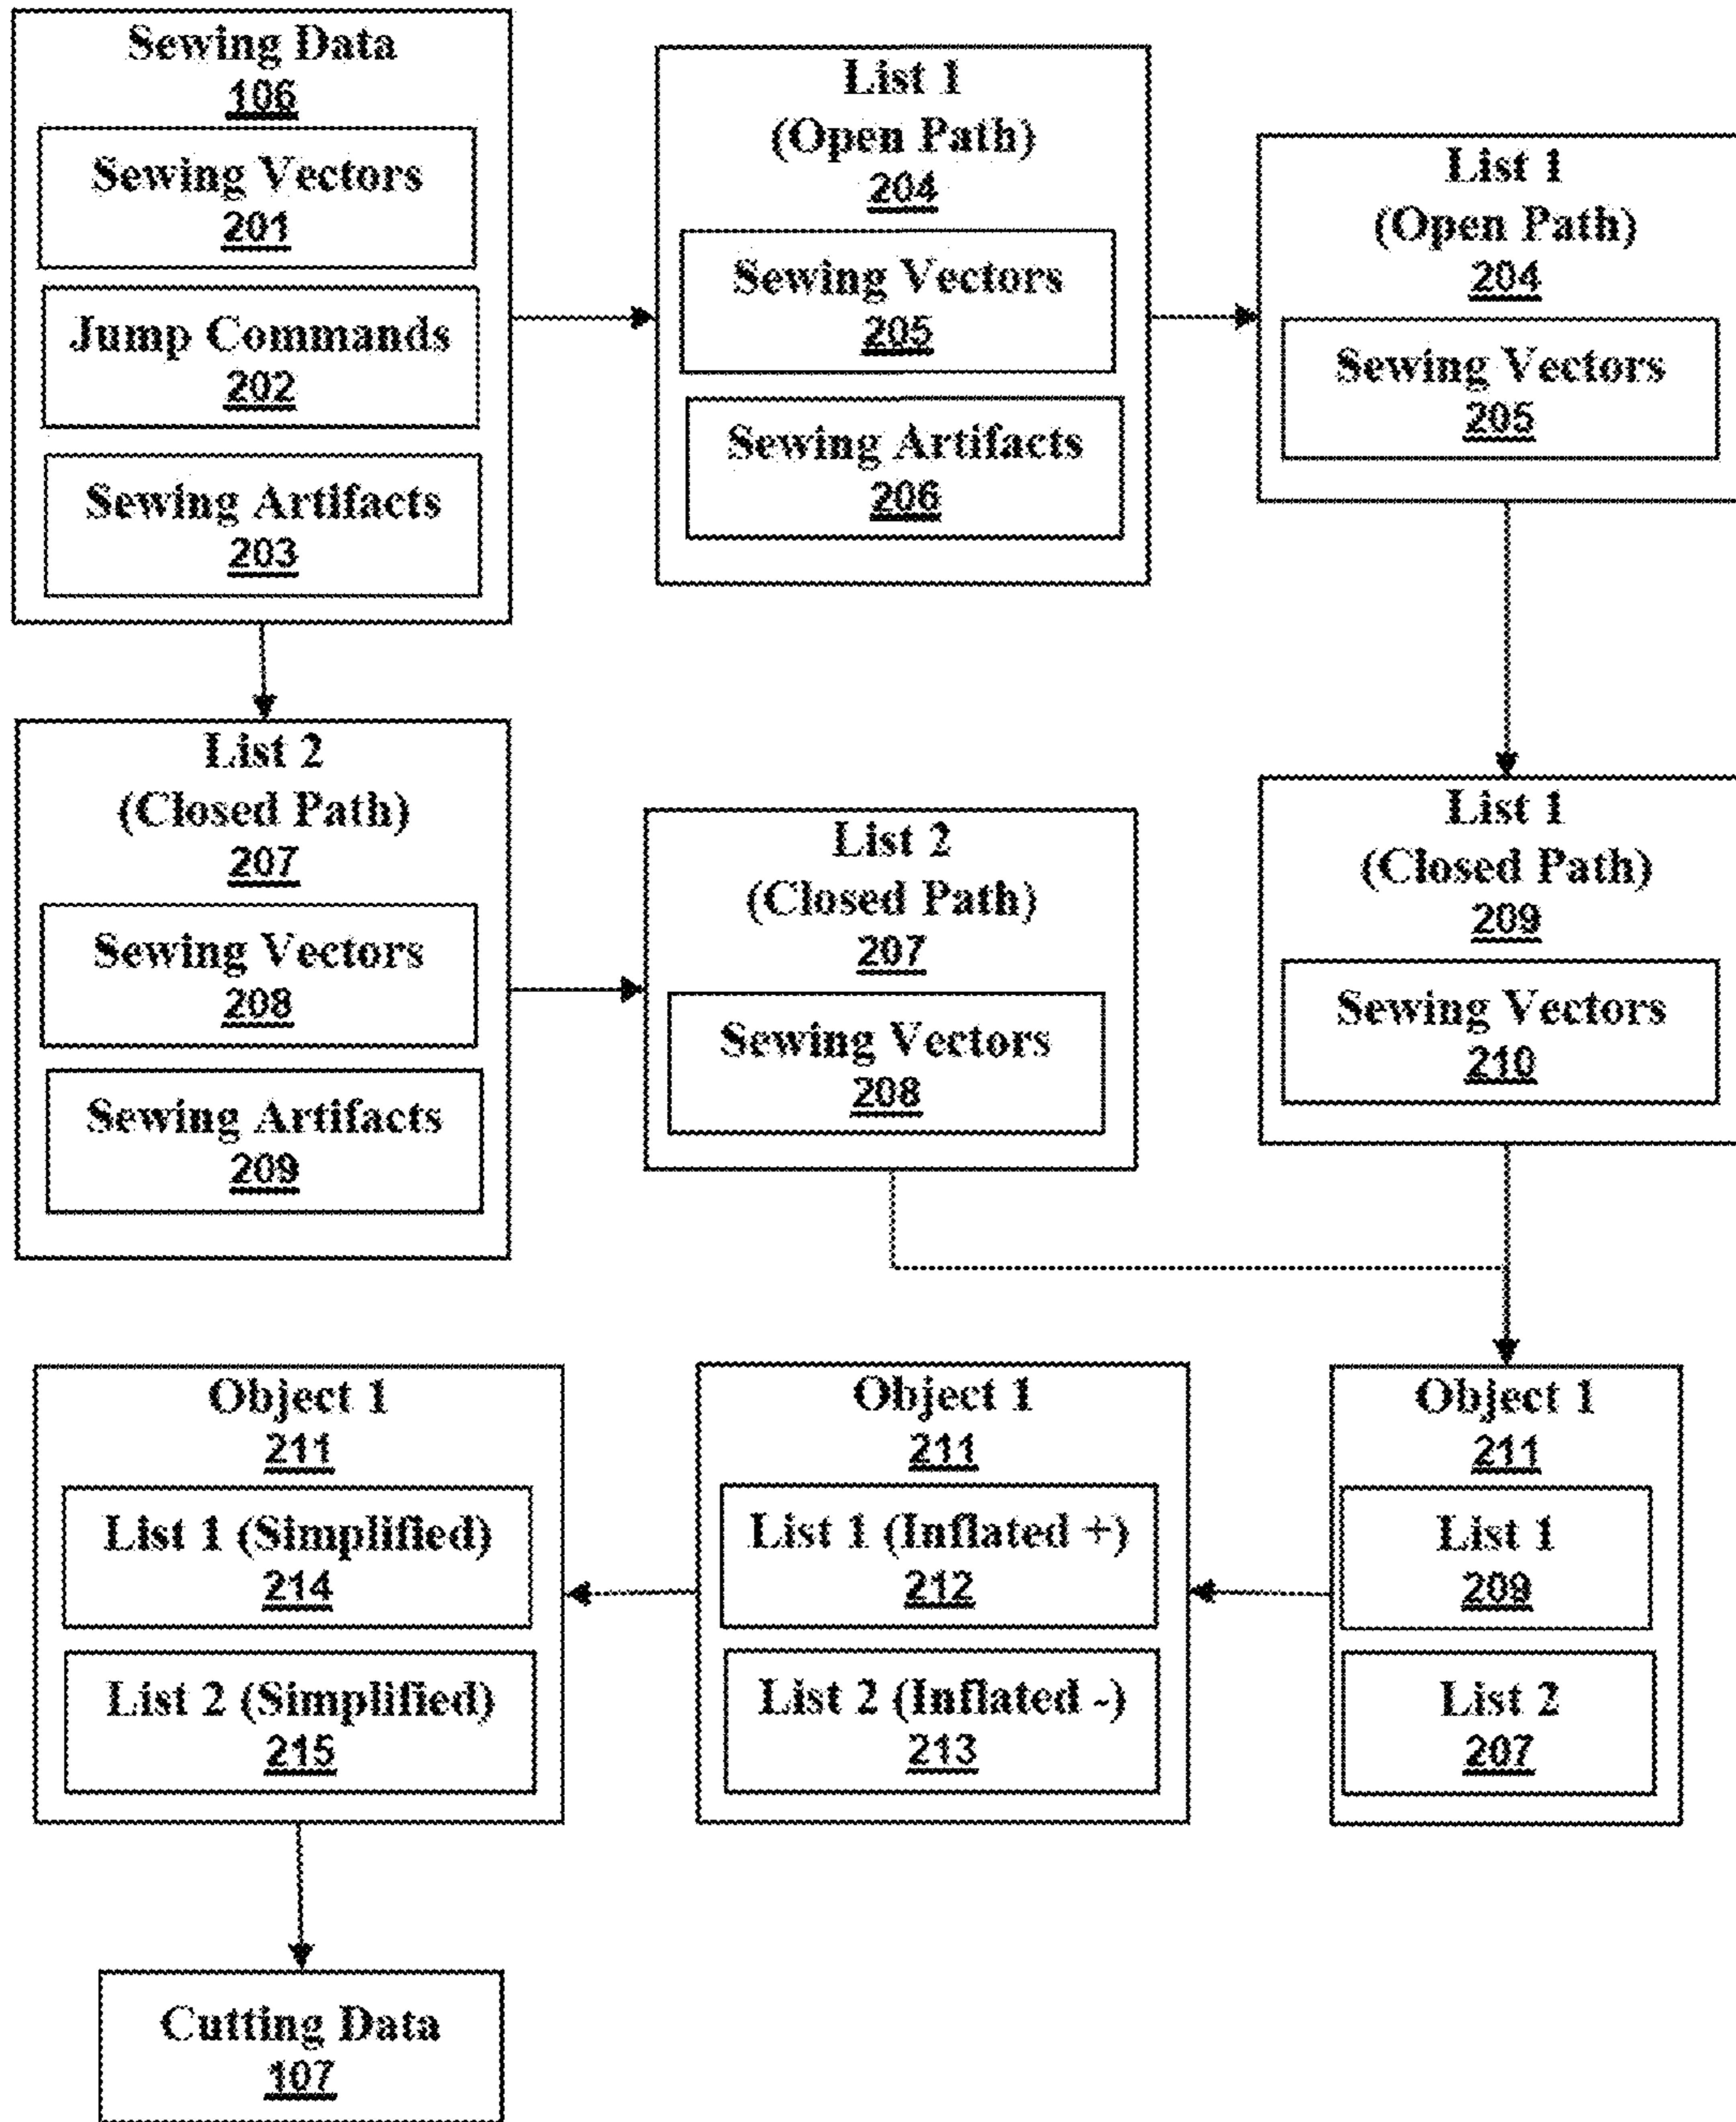 Sewing Data
106
Sewing Vectors
201
Jump Commands
202
Sewing Artifacts
203
List 1
(Open Path)
204
Sewing Vectors
205
Sewing Artifacts
206
List 1
(Open Path)
204
Sewing Vectors
205
List 2
(Closed Path)
207
Sewing Vectors
208
Sewing Artifacts
209
List 2
(Closed Path)
207
Sewing Vectors
208
List 1
(Closed Path)
209
Sewing Vectors
210
Object 1
211
List 1 (Simplified)
214
List 2 (Simplified)
215
Object 1
211
List 1 (Inflated +)
212
List 2 (Inflated -)
213
Object 1
211
List 1
209
List 2
207
Cutting Data
107